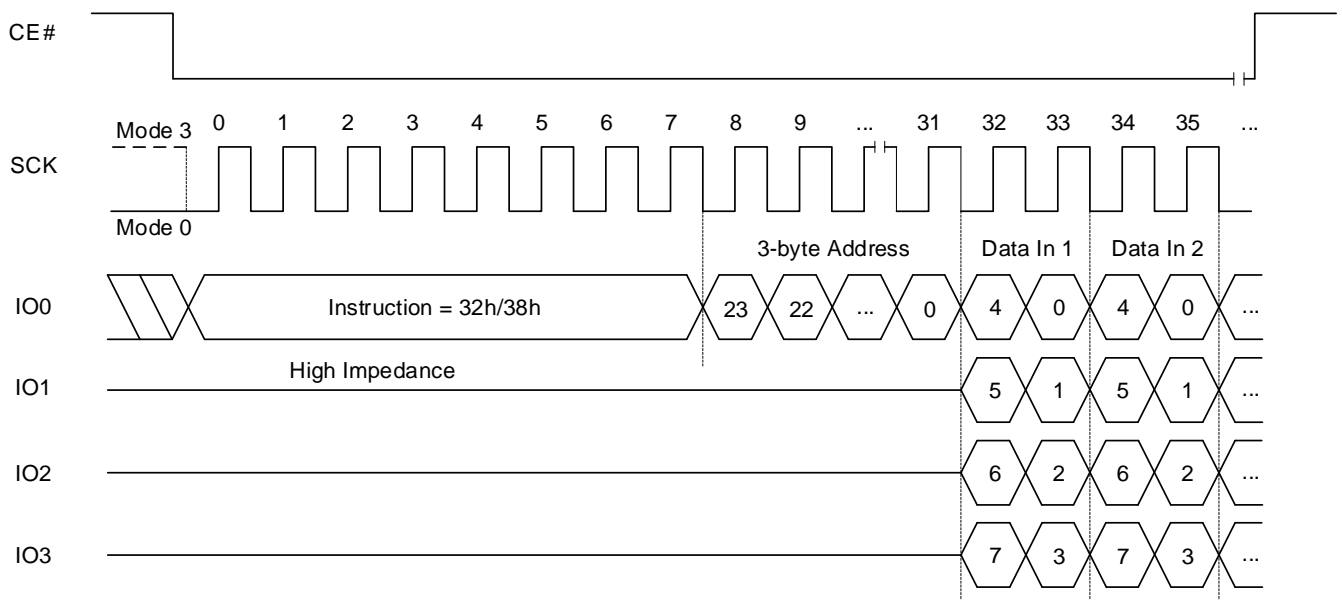 CE#
Mode 3 0 1 2 3 4 5 6 7 8 9 ... 31 32 33 34 35 ...
SCK
Mode 0
3-byte Address Data In 1 Data In 2
IO0 Instruction = 32h/38h 23 22 ... 0 4 0 4 0 ...
High Impedance
IO1 5 1 5 1 ...
IO2 6 2 6 2 ...
IO3 7 3 7 3 ...